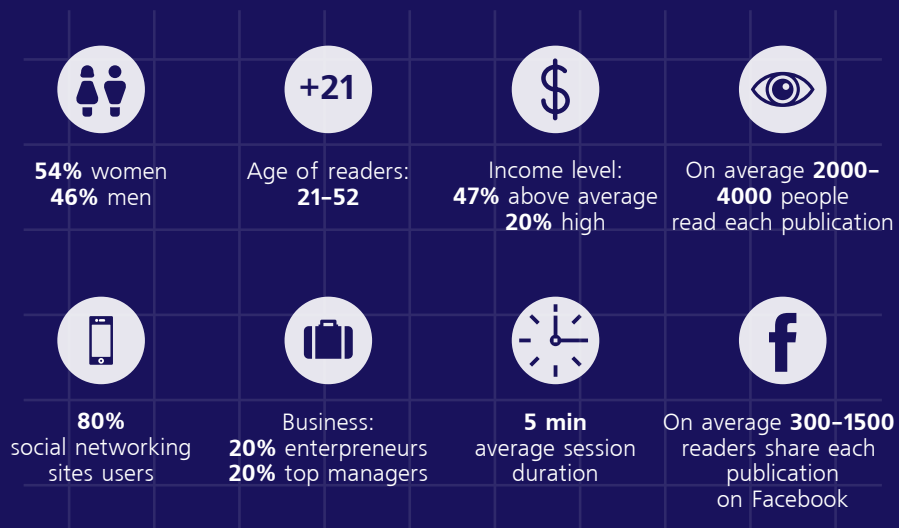 54% women
46% men
+21
Age of readers:
21–52
Income level:
47% above average
20% high
On average 2000–
4000 people
read each publication
80%
social networking
sites users
Business:
20% enterpreneurs
20% top managers
5 min
average session
duration
On average 300–1500
readers share each
publication
on Facebook